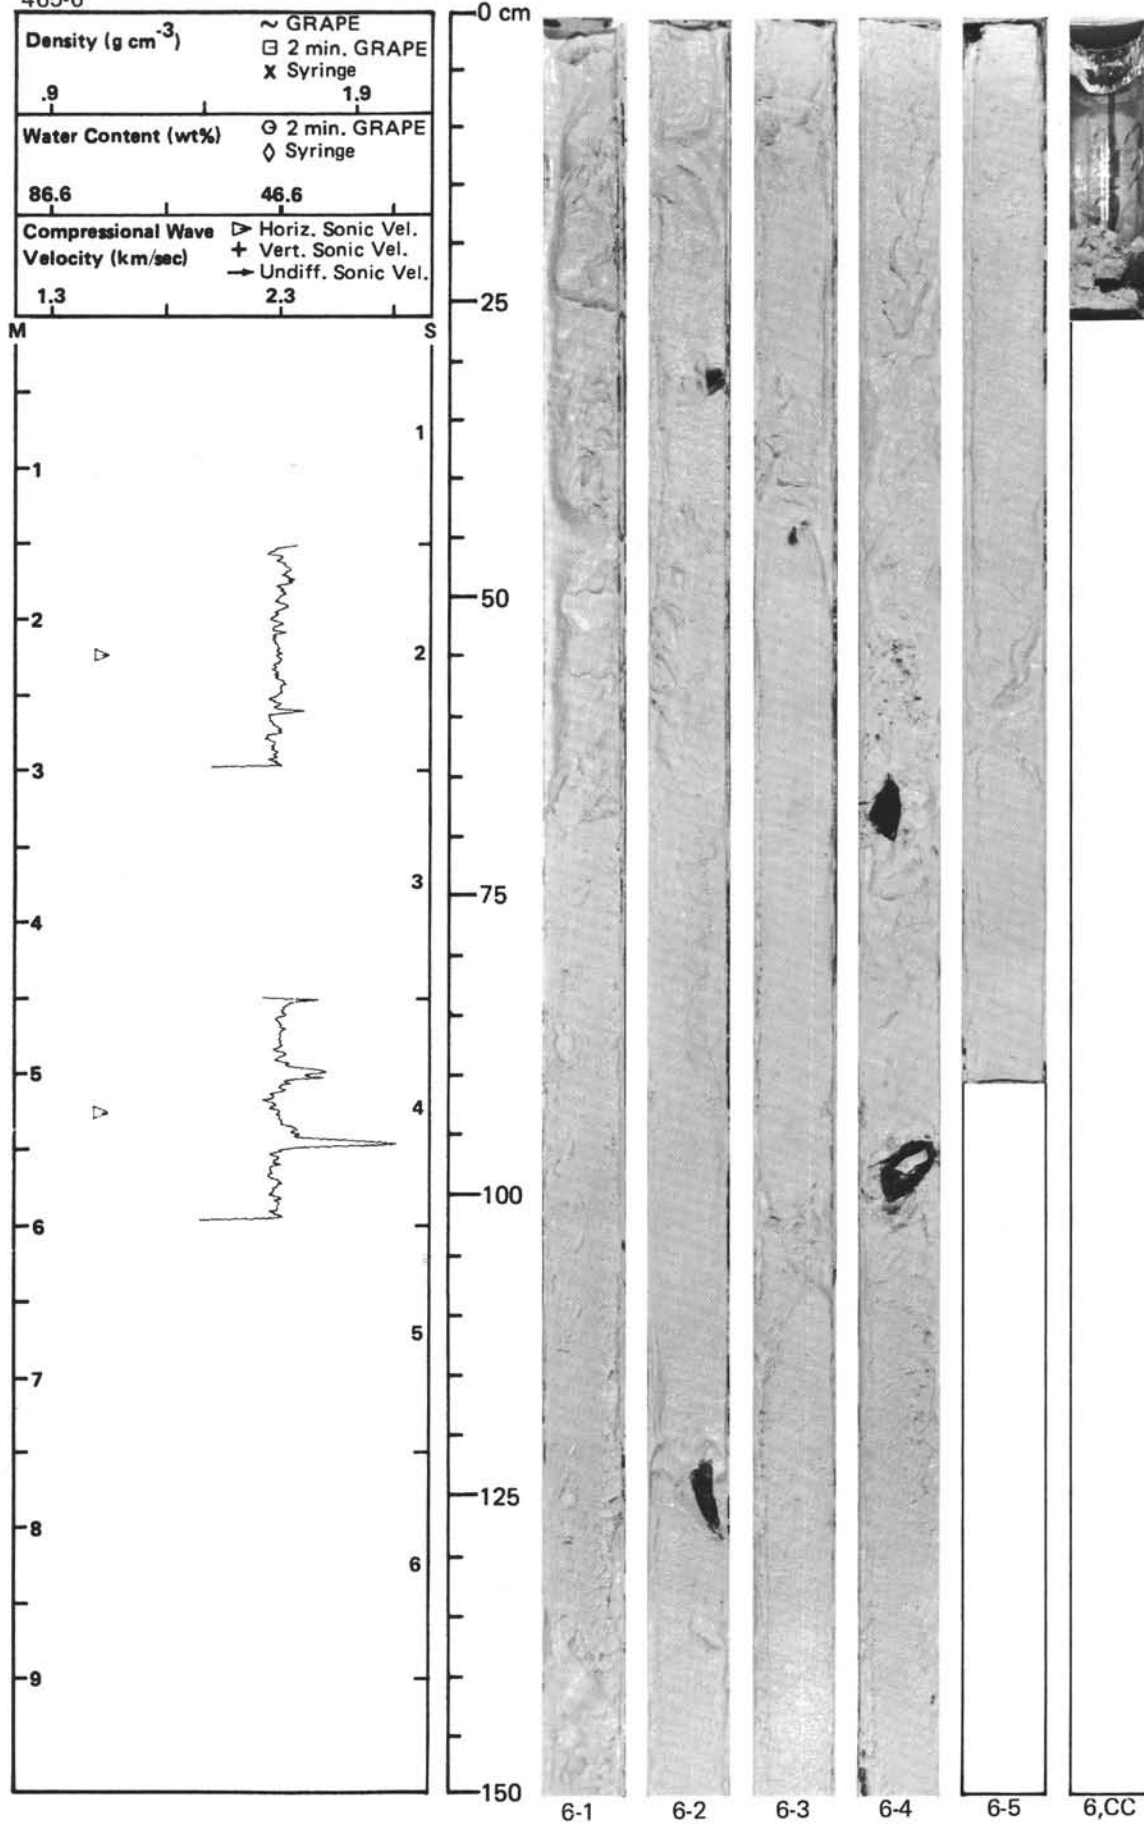 465-6
Density (g cm-3)
~ GRAPE
⊡ 2 min. GRAPE
X Syringe
.9 1.9
Water Content (wt%)
⊙ 2 min. GRAPE
◊ Syringe
86.6 46.6
Compressional Wave
Velocity (km/sec)
▷ Horiz. Sonic Vel.
+ Vert. Sonic Vel.
→ Undiff. Sonic Vel.
1.3 2.3
M S
1
2
3
4
5
6
7
8
9
1
2
3
4
5
6
0 cm
25
50
75
100
125
150
6-1 6-2 6-3 6-4 6-5 6,CC